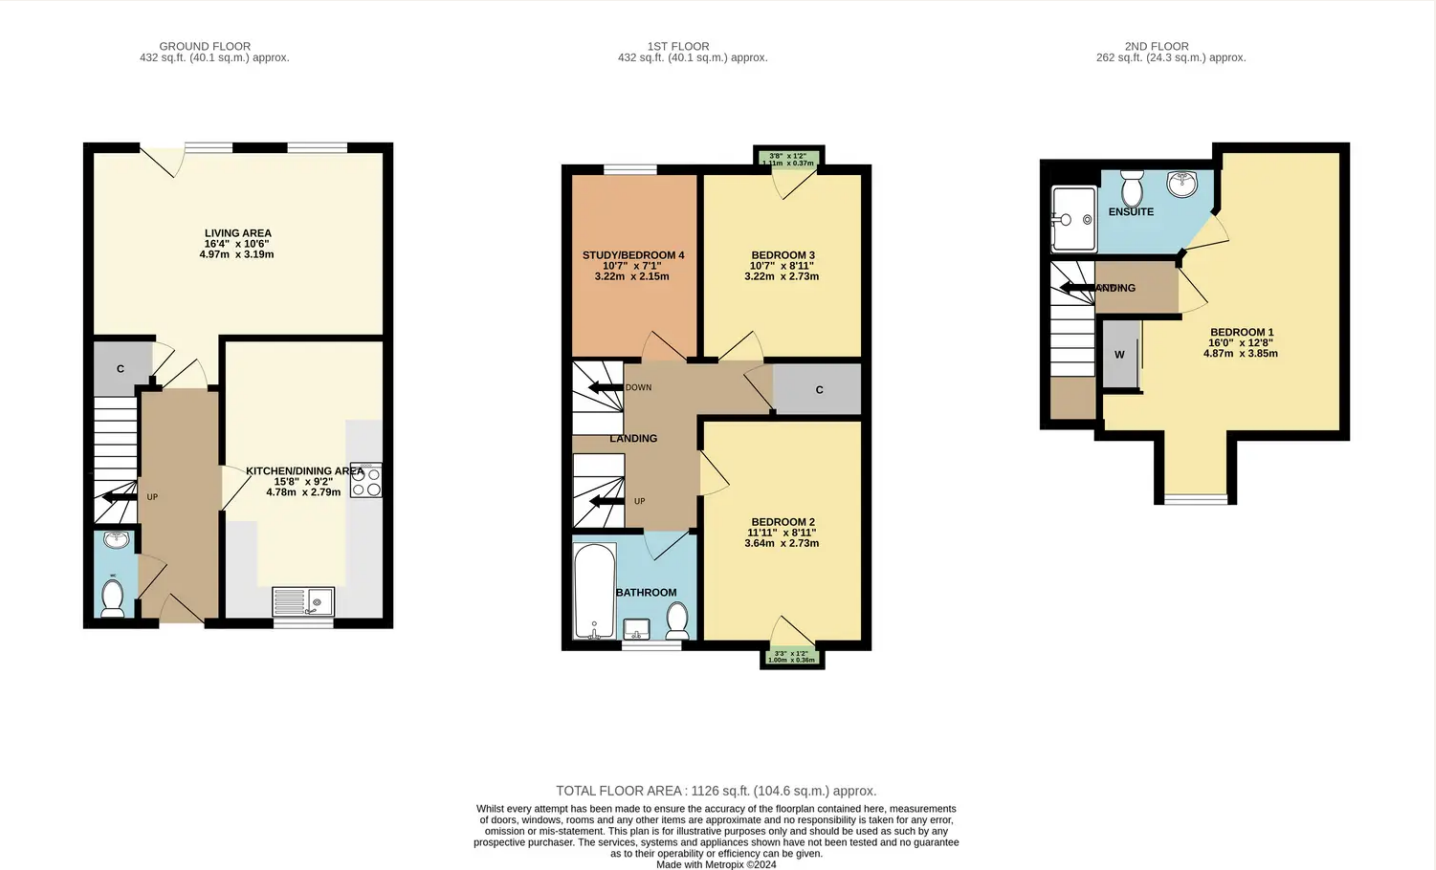 GROUND FLOOR
432 sq.ft. (40.1 sq.m.) approx.
LIVING AREA
16'4" x 10'6"
4.97m x 3.19m
C
KITCHEN/DINING AREA
15'8" x 9'2"
4.78m x 2.79m
UP
WC
1ST FLOOR
432 sq.ft. (40.1 sq.m.) approx.
3'8" x 1'2"
1.11m x 0.37m
STUDY/BEDROOM 4
10'7" x 7'1"
3.22m x 2.15m
BEDROOM 3
10'7" x 8'11"
3.22m x 2.73m
DOWN
C
LANDING
UP
BEDROOM 2
11'11" x 8'11"
3.64m x 2.73m
BATHROOM
3'3" x 1'2"
1.00m x 0.36m
2ND FLOOR
262 sq.ft. (24.3 sq.m.) approx.
ENSUITE
LANDING
BEDROOM 1
16'0" x 12'8"
4.87m x 3.85m
W
TOTAL FLOOR AREA : 1126 sq.ft. (104.6 sq.m.) approx.
Whilst every attempt has been made to ensure the accuracy of the floorplan contained here, measurements
of doors, windows, rooms and any other items are approximate and no responsibility is taken for any error,
omission or mis-statement. This plan is for illustrative purposes only and should be used as such by any
prospective purchaser. The services, systems and appliances shown have not been tested and no guarantee
as to their operability or efficiency can be given.
Made with Metropix ©2024